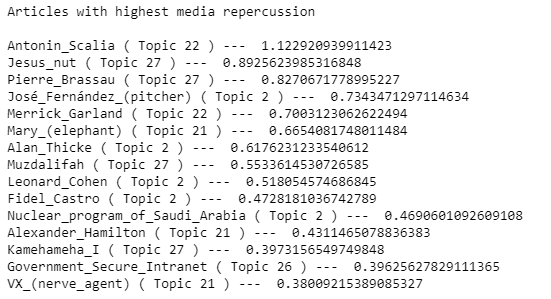 Articles with highest media repercussion
Antonin_Scalia ( Topic 22 ) --- 1.122920939911423
Jesus_nut ( Topic 27 ) --- 0.8925623985316848
Pierre_Brassau ( Topic 27 ) --- 0.8270671778995227
José_Fernández_(pitcher) ( Topic 2 ) --- 0.7343471297114634
Merrick_Garland ( Topic 22 ) --- 0.7003123062622494
Mary_(elephant) ( Topic 21 ) --- 0.6654081748011484
Alan_Thicke ( Topic 2 ) --- 0.6176231233540612
Muzdalifah ( Topic 27 ) --- 0.5533614530726585
Leonard_Cohen ( Topic 2 ) --- 0.518054574686845
Fidel_Castro ( Topic 2 ) --- 0.4728181036742789
Nuclear_program_of_Saudi_Arabia ( Topic 2 ) --- 0.4690601092609108
Alexander_Hamilton ( Topic 21 ) --- 0.4311465078836383
Kamehameha_I ( Topic 27 ) --- 0.3973156549749848
Government_Secure_Intranet ( Topic 26 ) --- 0.39625627829111365
VX_(nerve_agent) ( Topic 21 ) --- 0.38009215389085327